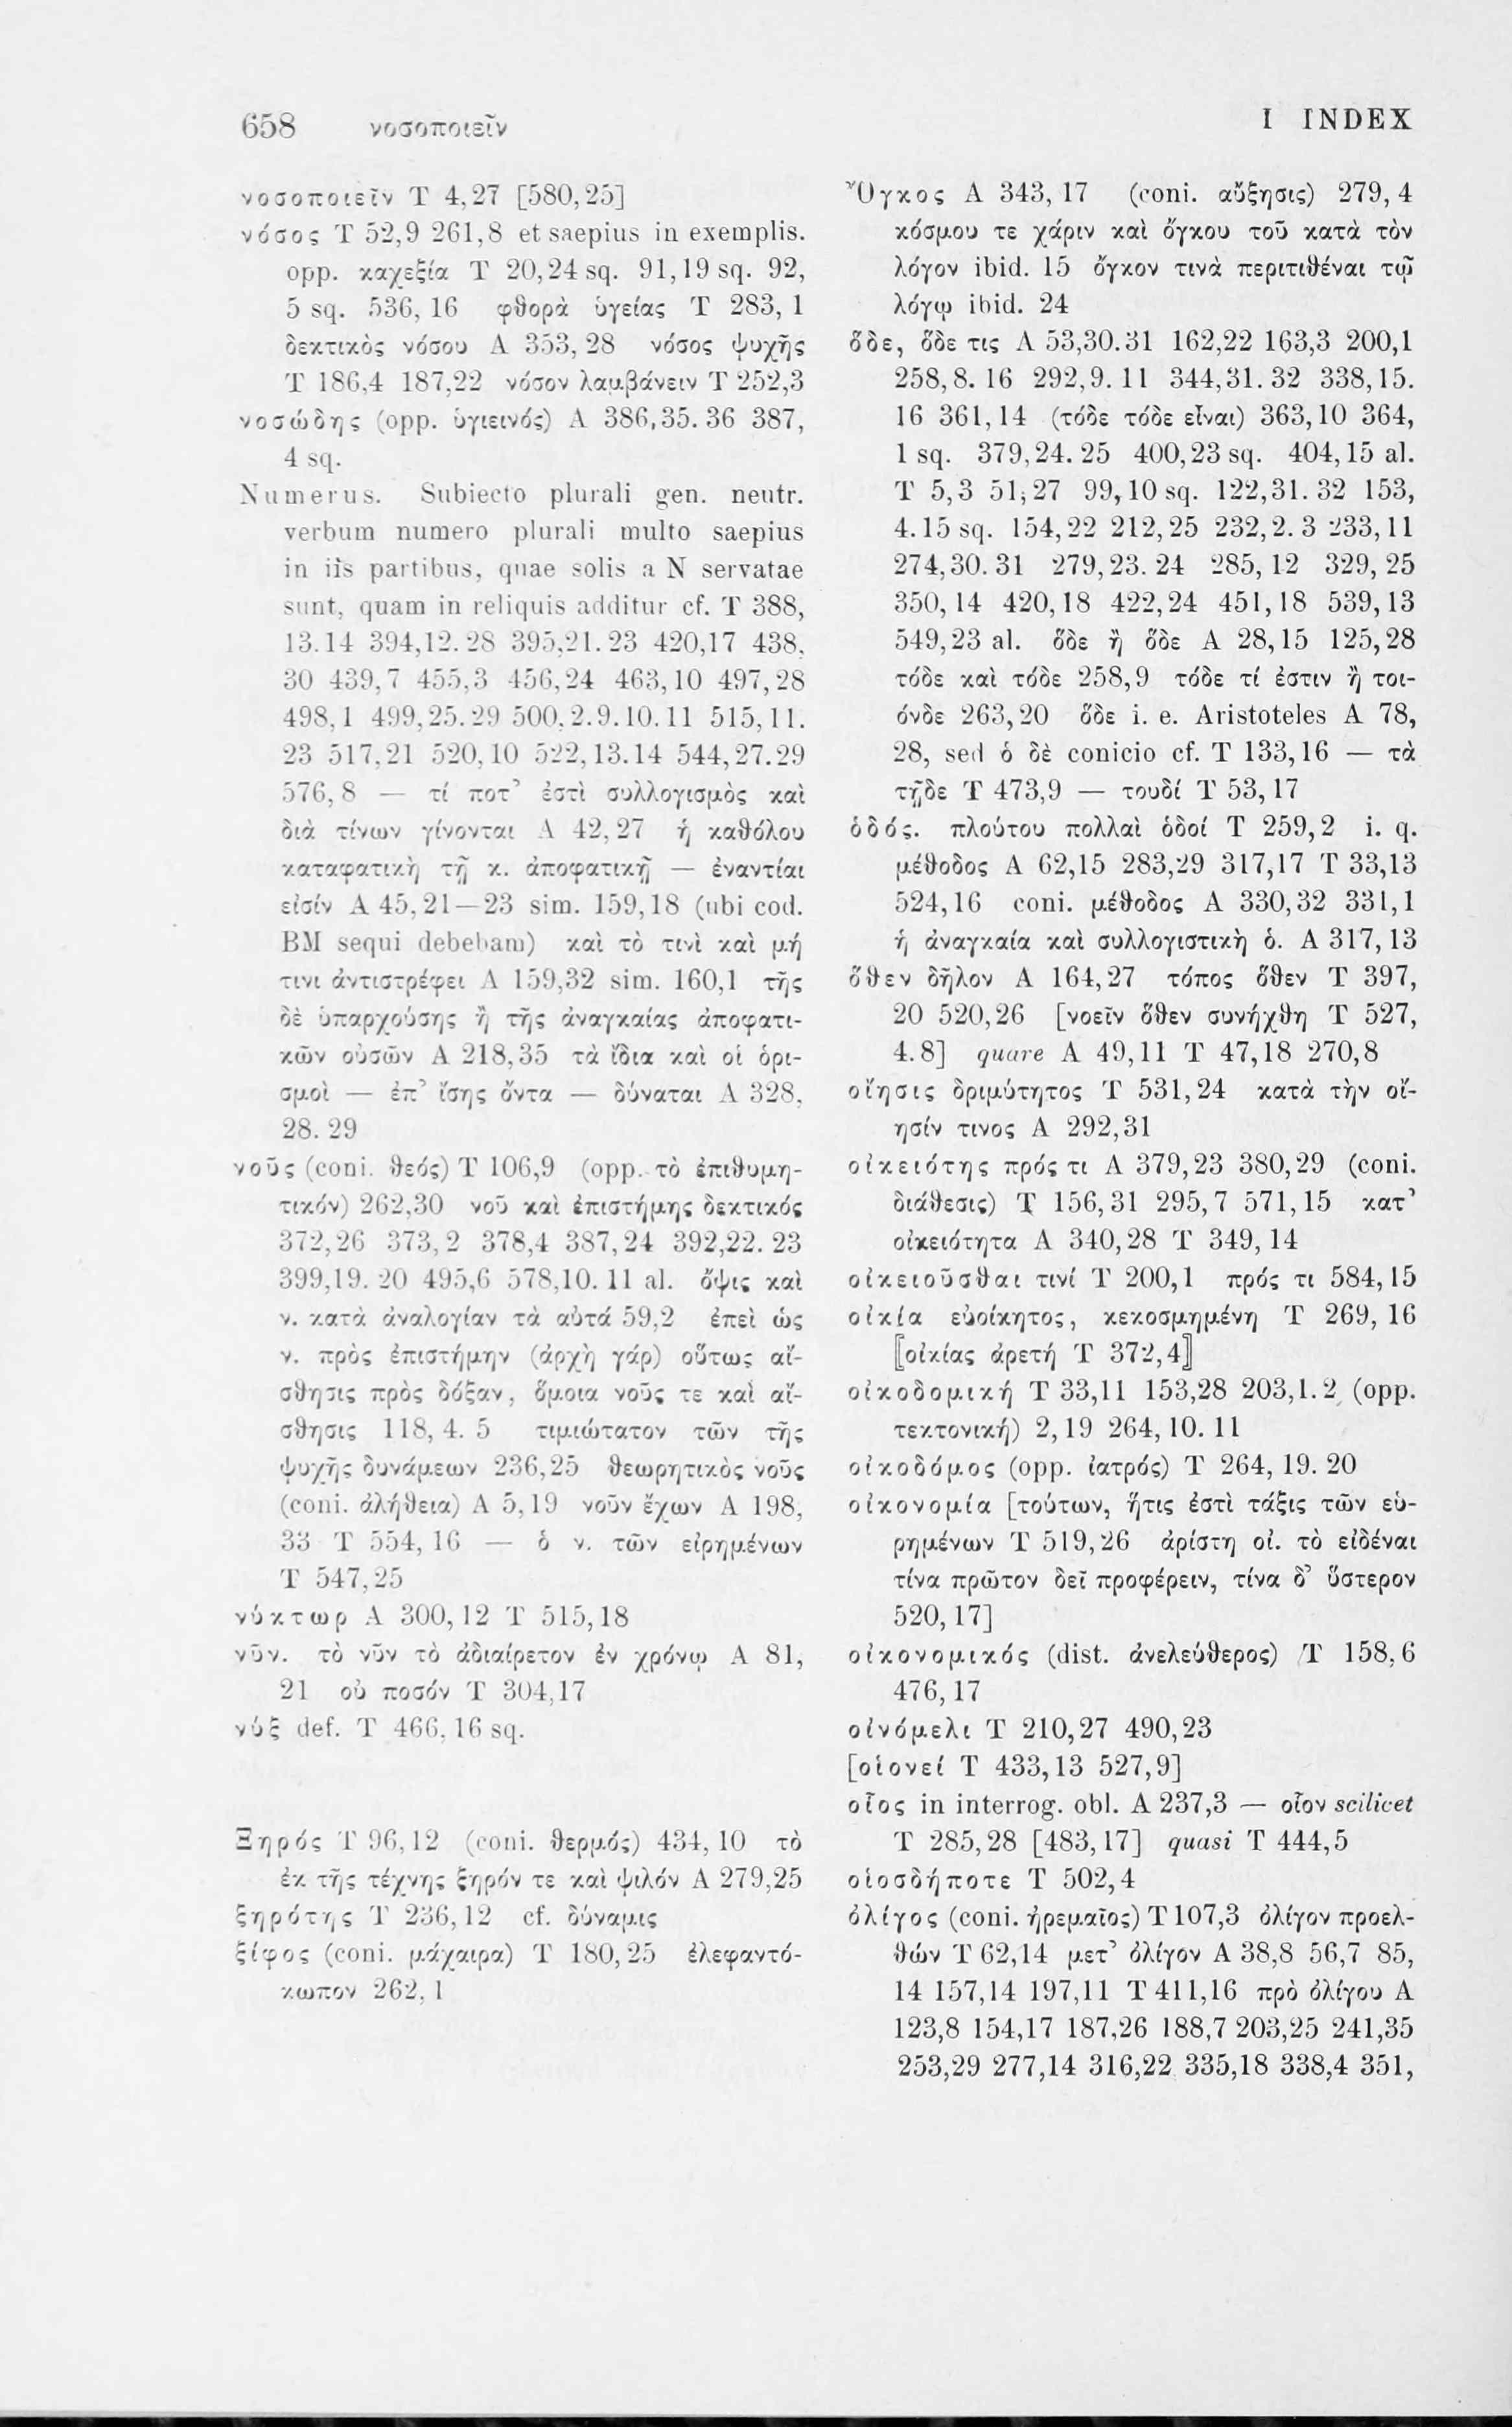 658 νοσοποιεῖν
I INDEX
νοσοποιεῖν T 4,27 [580,25]
νόσος T 52,9 261,8 et saepius in exemplis.
opp. καχεξία T 20,24 sq. 91,19 sq. 92,
5 sq. 536, 16 φθορὰ ὑγείας T 283, 1
δεκτικὸς νόσου A 353, 28 νόσος ψυχῆς
T 186,4 187,22 νόσον λαμβάνειν T 252,3
νοσώδης (opp. ὑγιεινός) A 386,35. 36 387,
4 sq.
Numerus. Subiecto plurali gen. neutr.
verbum numero plurali multo saepius
in iis partibus, quae solis a N servatae
sunt, quam in reliquis additur cf. T 388,
13.14 394,12. 28 395,21. 23 420,17 438,
30 439,7 455,3 456,24 463,10 497,28
498,1 499,25.29 500,2.9.10.11 515,11.
23 517,21 520,10 522,13.14 544,27.29
576,8 — τί ποτ’ ἐστὶ συλλογισμὸς καὶ
διὰ τίνων γίνονται A 42,27 ἡ καθόλου
καταφατικὴ τῇ κ. ἀποφατικῇ — ἐναντίαι
εἰσίν A 45,21—23 sim. 159,18 (ubi cod.
BM sequi debebam) καὶ τὸ τινὶ καὶ μή
τινι ἀντιστρέφει A 159,32 sim. 160,1 τῆς
δὲ ὑπαρχούσης ἢ τῆς ἀναγκαίας ἀποφατι-
κῶν οὐσῶν A 218,35 τὰ ἴδια καὶ οἱ ὁρι-
σμοὶ — ἐπ’ ἴσης ὄντα — δύναται A 328,
28. 29
νοῦς (coni. θεός) T 106,9 (opp. τὸ ἐπιθυμη-
τικόν) 262,30 νοῦ καὶ ἐπιστήμης δεκτικός
372,26 373, 2 378,4 387,24 392,22. 23
399,19. 20 495,6 578,10. 11 al. ὄψις καὶ
ν. κατὰ ἀναλογίαν τὰ αὐτά 59,2 ἐπεὶ ὡς
ν. πρὸς ἐπιστήμην (ἀρχὴ γάρ) οὕτως αἴ-
σθησις πρὸς δόξαν, ὅμοια νοῦς τε καὶ αἴ-
σθησις 118, 4. 5 τιμιώτατον τῶν τῆς
ψυχῆς δυνάμεων 236,25 θεωρητικὸς νοῦς
(coni. ἀλήθεια) A 5,19 νοῦν ἔχων A 198,
33 T 554, 16 — ὁ ν. τῶν εἰρημένων
T 547,25
νύκτωρ A 300, 12 T 515,18
νῦν. τὸ νῦν τὸ ἀδιαίρετον ἐν χρόνῳ A 81,
21 οὐ ποσόν T 304,17
νύξ def. T 466, 16 sq.
Ξηρός T 96,12 (coni. θερμός) 434, 10 τὸ
ἐκ τῆς τέχνης ξηρόν τε καὶ ψιλόν A 279,25
ξηρότης T 236,12 cf. δύναμις
ξίφος (coni. μάχαιρα) T 180,25 ἐλεφαντό-
κωπον 262, 1
Ὄγκος A 343, 17 (coni. αὔξησις) 279, 4
κόσμου τε χάριν καὶ ὄγκου τοῦ κατὰ τὸν
λόγον ibid. 15 ὄγκον τινὰ περιτιθέναι τῷ
λόγῳ ibid. 24
ὅδε, ὅδε τις A 53,30.31 162,22 163,3 200,1
258, 8. 16 292,9. 11 344,31. 32 338,15.
16 361,14 (τόδε τόδε εἶναι) 363,10 364,
1 sq. 379,24. 25 400,23 sq. 404,15 al.
T 5,3 51,27 99,10 sq. 122,31. 32 153,
4.15 sq. 154,22 212,25 232,2. 3 233,11
274,30. 31 279,23. 24 285,12 329,25
350,14 420,18 422,24 451,18 539,13
549,23 al. ὅδε ἢ ὅδε A 28,15 125,28
τόδε καὶ τόδε 258,9 τόδε τί ἐστιν ἢ τοι-
όνδε 263,20 ὅδε i. e. Aristoteles A 78,
28, sed ὁ δὲ conicio cf. T 133,16 — τὰ
τῇδε T 473,9 — τουδί T 53,17
ὁδός. πλούτου πολλαὶ ὁδοί T 259,2 i. q.
μέθοδος A 62,15 283,29 317,17 T 33,13
524,16 coni. μέθοδος A 330,32 331,1
ἡ ἀναγκαία καὶ συλλογιστικὴ ὁ. A 317, 13
ὅθεν δῆλον A 164,27 τόπος ὅθεν T 397,
20 520,26 [νοεῖν ὅθεν συνήχθη T 527,
4. 8] quare A 49,11 T 47,18 270,8
οἴησις δριμύτητος T 531,24 κατὰ τὴν οἴ-
ησίν τινος A 292,31
οἰκειότης πρός τι A 379,23 380,29 (coni.
διάθεσις) T 156,31 295,7 571,15 κατ’
οἰκειότητα A 340,28 T 349,14
οἰκειοῦσθαι τινί T 200,1 πρός τι 584,15
οἰκία εὐοίκητος, κεκοσμημένη T 269, 16
⟦οἰκίας ἀρετή T 372,4⟧
οἰκοδομική T 33,11 153,28 203,1. 2 (opp.
τεκτονική) 2,19 264,10. 11
οἰκοδόμος (opp. ἰατρός) T 264, 19. 20
οἰκονομία [τούτων, ἥτις ἐστὶ τάξις τῶν εὑ-
ρημένων T 519,26 ἀρίστη οἰ. τὸ εἰδέναι
τίνα πρῶτον δεῖ προφέρειν, τίνα δ’ ὕστερον
520, 17]
οἰκονομικός (dist. ἀνελεύθερος) T 158,6
476, 17
οἰνόμελι T 210,27 490,23
[οἱονεί T 433,13 527,9]
οἷος in interrog. obl. A 237,3 — οἷον scilicet
T 285,28 [483,17] quasi T 444,5
οἱοσδήποτε T 502,4
ὀλίγος (coni. ἠρεμαῖος) T 107,3 ὀλίγον προελ-
θών T 62,14 μετ’ ὀλίγον A 38,8 56,7 85,
14 157,14 197,11 T 411,16 πρὸ ὀλίγου A
123,8 154,17 187,26 188,7 203,25 241,35
253,29 277,14 316,22 335,18 338,4 351,